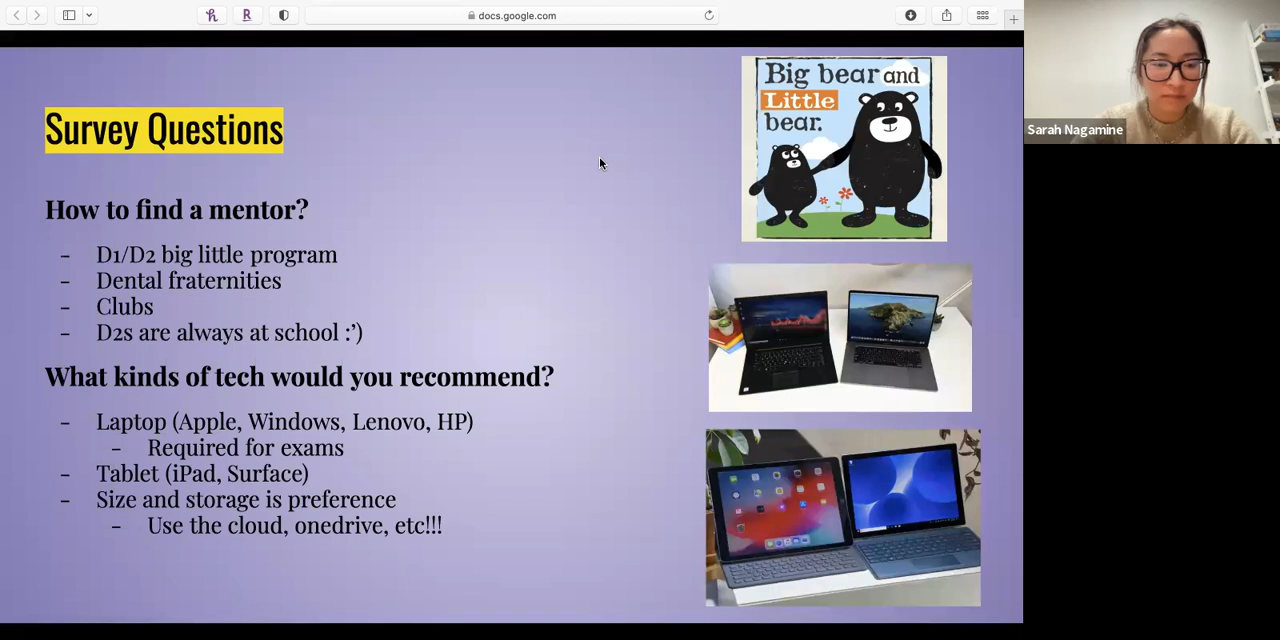 docs.google.com
Survey Questions
How to find a mentor?
- D1/D2 big little program
- Dental fraternities
- Clubs
- D2s are always at school :’)
What kinds of tech would you recommend?
- Laptop (Apple, Windows, Lenovo, HP)
- Required for exams
- Tablet (iPad, Surface)
- Size and storage is preference
- Use the cloud, onedrive, etc!!!
Big bear and
Little
bear.
Sarah Nagamine